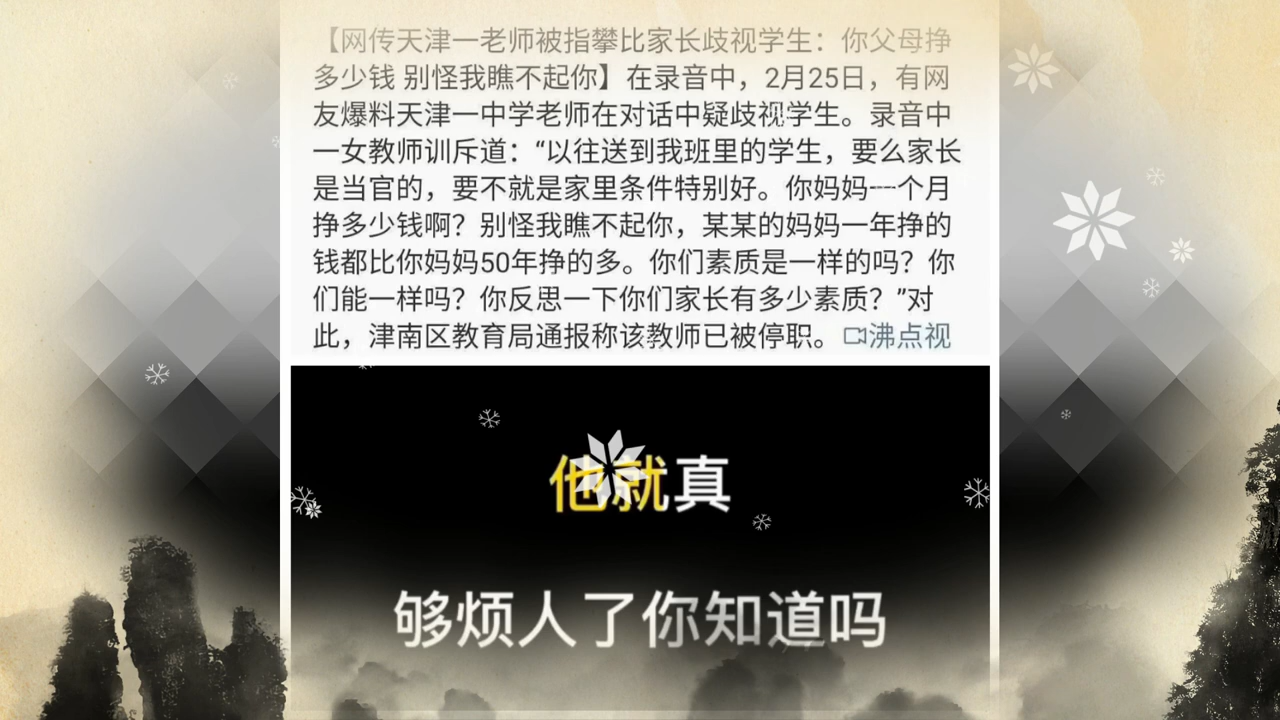 【网传天津一老师被指攀比家长歧视学生：你父母挣
多少钱 别怪我瞧不起你】在录音中，2月25日，有网
友爆料天津一中学老师在对话中疑歧视学生。录音中
一女教师训斥道：“以往送到我班里的学生，要么家长
是当官的，要不就是家里条件特别好。你妈妈一个月
挣多少钱啊？别怪我瞧不起你，某某的妈妈一年挣的
钱都比你妈妈50年挣的多。你们素质是一样的吗？你
们能一样吗？你反思一下你们家长有多少素质？”对
此，津南区教育局通报称该教师已被停职。 沸点视
他就真
够烦人了你知道吗